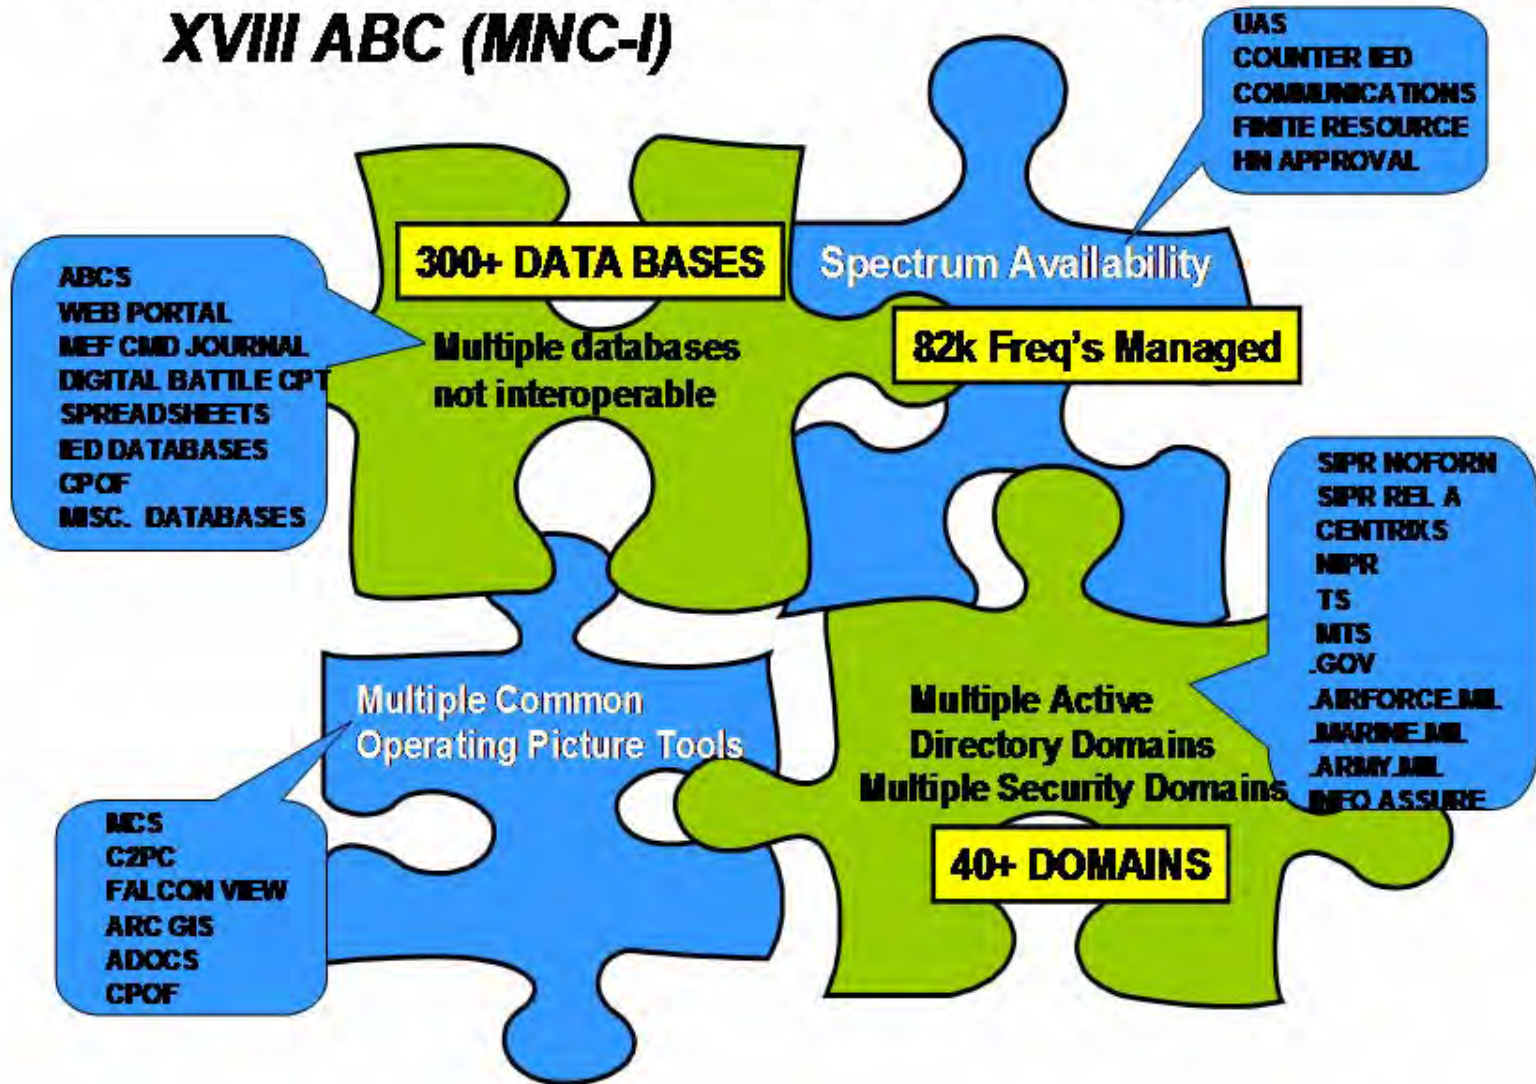 XVIII ABC (MNC-I)
UAS
COUNTER IED
COMMUNICATIONS
FINITE RESOURCE
HN APPROVAL
300+ DATA BASES
Multiple databases
not interoperable
Spectrum Availability
82k Freq's Managed
ABCS
WEB PORTAL
MEF CMD JOURNAL
DIGITAL BATTLE CPT
SPREADSHEETS
IED DATABASES
CPOF
MISC. DATABASES
SIPR NOFORN
SIPR REL A
CENTRIXS
NIPR
TS
MTS
.GOV
.AIRFORCE.MIL
.MARINE.MIL
.ARMY.MIL
INFO ASSURE
Multiple Common
Operating Picture Tools
Multiple Active
Directory Domains
Multiple Security Domains
40+ DOMAINS
MCS
C2PC
FALCON VIEW
ARC GIS
ADOCS
CPOF